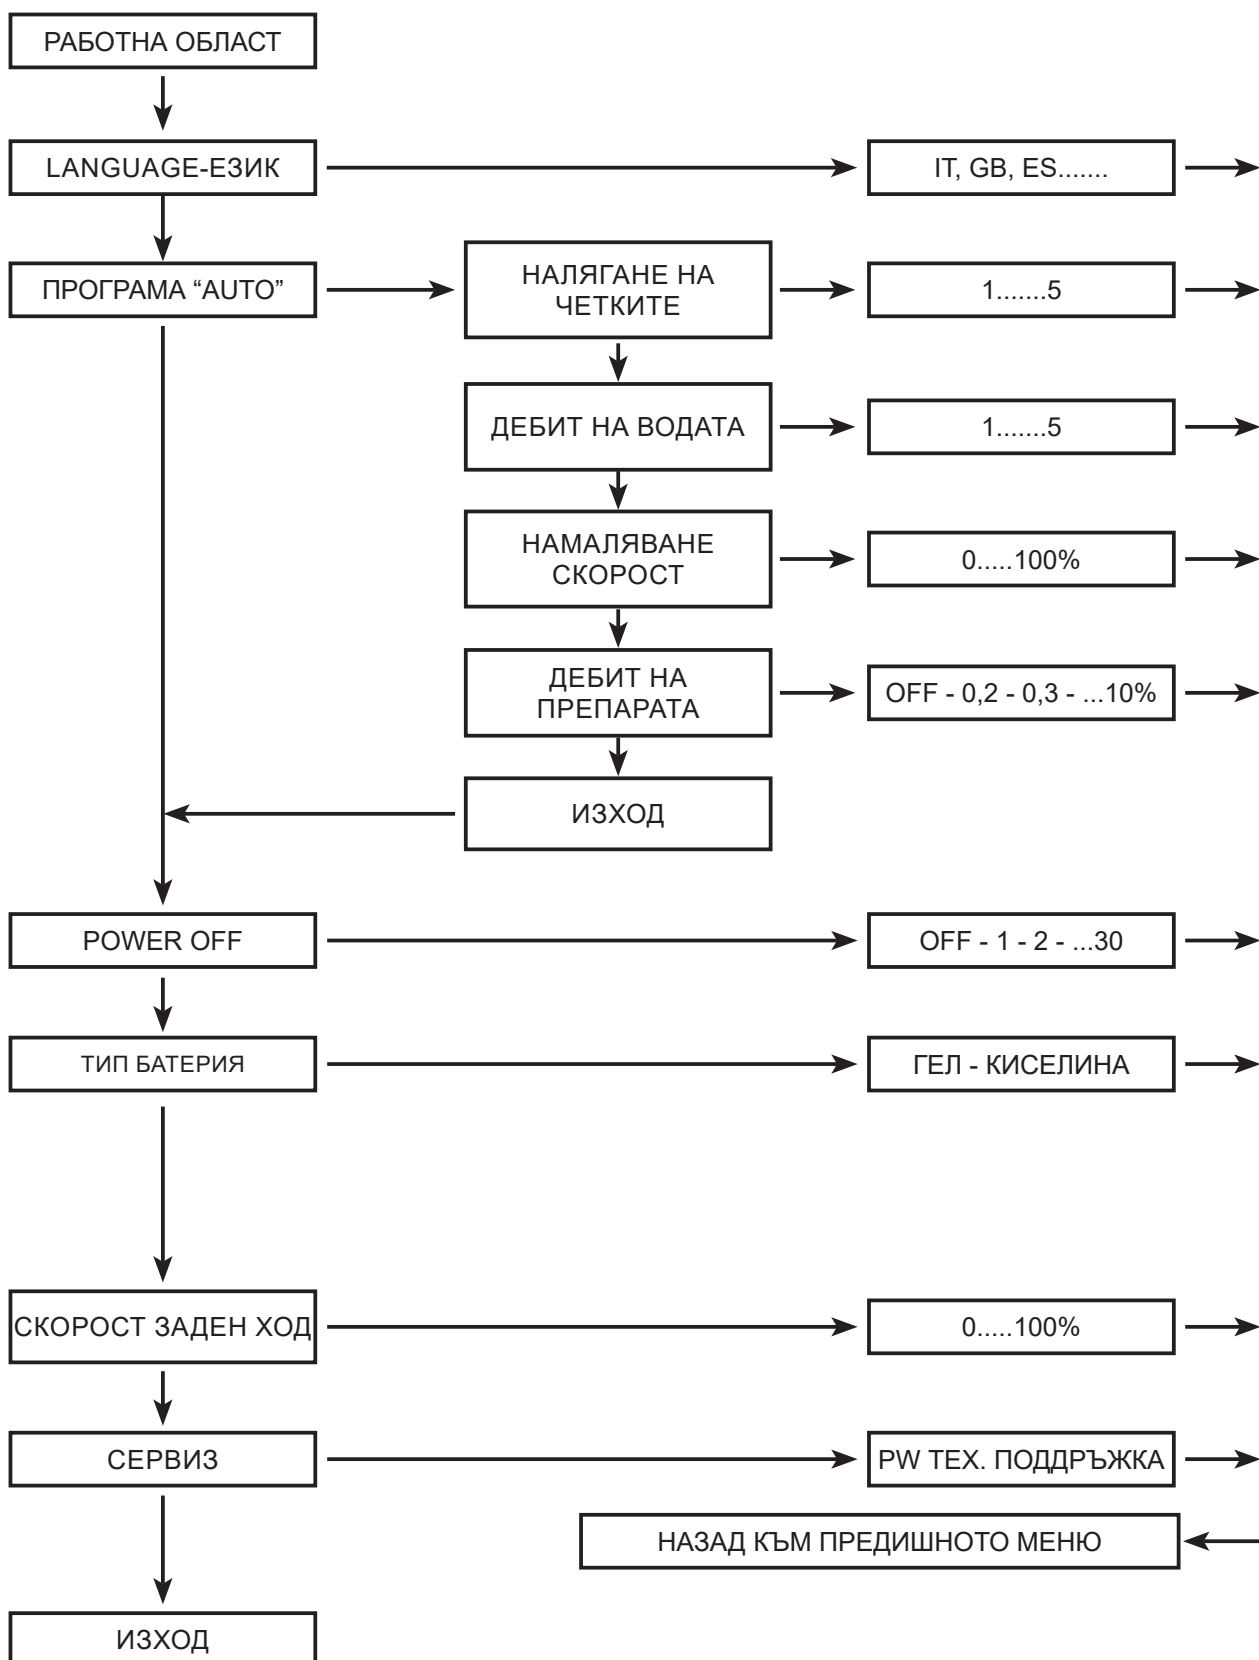 РАБОТНА ОБЛАСТ
LANGUAGE-ЕЗИК
IT, GB, ES.......
ПРОГРАМА “AUTO”
НАЛЯГАНЕ НА
ЧЕТКИТЕ
1.......5
ДЕБИТ НА ВОДАТА
1.......5
НАМАЛЯВАНЕ
СКОРОСТ
0.....100%
ДЕБИТ НА
ПРЕПАРАТА
OFF - 0,2 - 0,3 - ...10%
ИЗХОД
POWER OFF
OFF - 1 - 2 - ...30
ТИП БАТЕРИЯ
ГЕЛ - КИСЕЛИНА
СКОРОСТ ЗАДЕН ХОД
0.....100%
СЕРВИЗ
PW ТЕХ. ПОДДРЪЖКА
НАЗАД КЪМ ПРЕДИШНОТО МЕНЮ
ИЗХОД